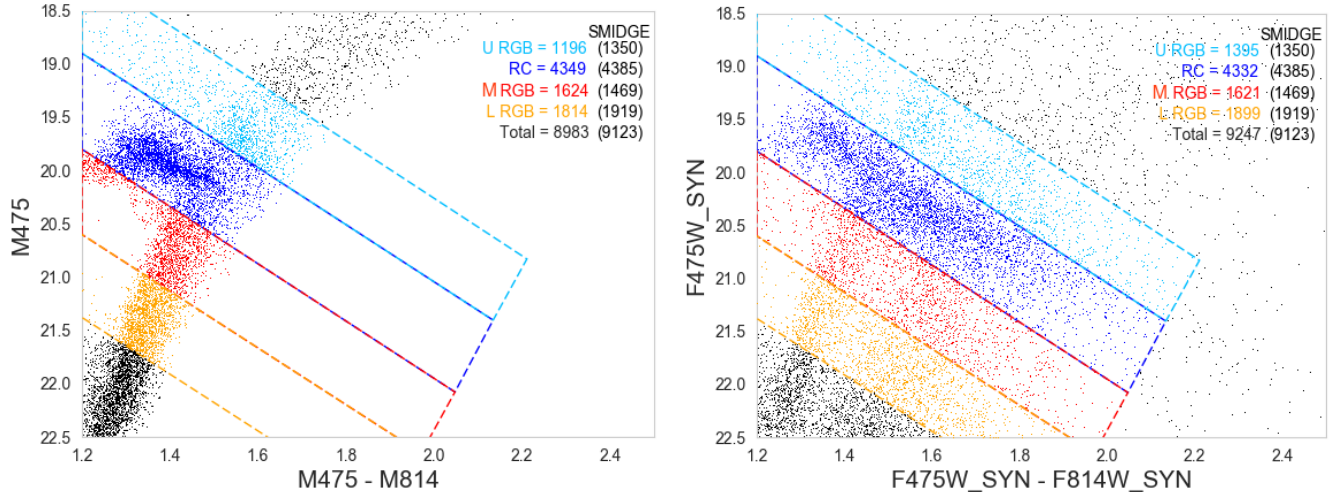 SMIDGE
U RGB = 1196 (1350)
RC = 4349 (4385)
M RGB = 1624 (1469)
L RGB = 1814 (1919)
Total = 8983 (9123)
18.5
19.0
19.5
20.0
20.5
21.0
21.5
22.0
22.5
M475
1.2 1.4 1.6 1.8 2.0 2.2 2.4
M475 - M814
SMIDGE
U RGB = 1395 (1350)
RC = 4332 (4385)
M RGB = 1621 (1469)
L RGB = 1899 (1919)
Total = 9247 (9123)
18.5
19.0
19.5
20.0
20.5
21.0
21.5
22.0
22.5
F475W_SYN
1.2 1.4 1.6 1.8 2.0 2.2 2.4
F475W_SYN - F814W_SYN